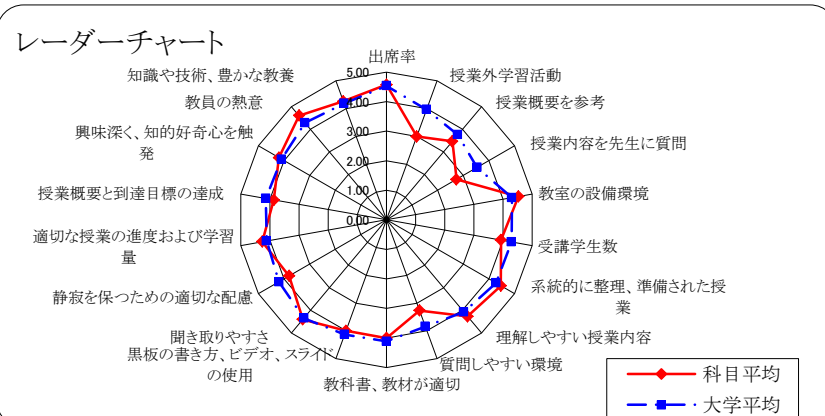 レーダーチャート
出席率
授業外学習活動
授業概要を参考
授業内容を先生に質問
教室の設備環境
受講学生数
系統的に整理、準備された授
業
理解しやすい授業内容
質問しやすい環境
教科書、教材が適切
黒板の書き方、ビデオ、スライド
の使用
聞き取りやすさ
静寂を保つための適切な配慮
適切な授業の進度および学習
量
授業概要と到達目標の達成
興味深く、知的好奇心を触
発
教員の熱意
知識や技術、豊かな教養
5.00
4.00
3.00
2.00
1.00
0.00
科目平均
大学平均